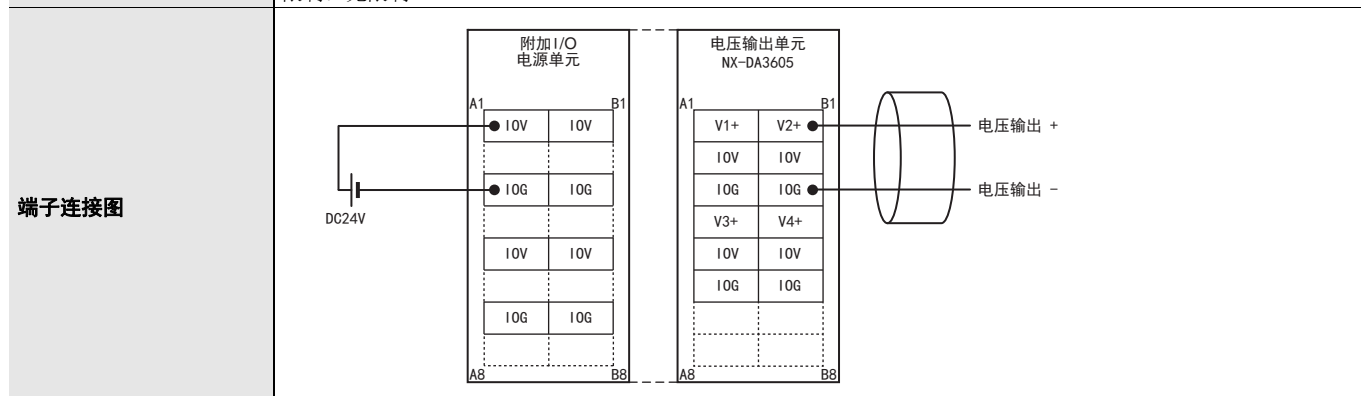 端子连接图
附加I/O
电源单元
A1 B1
IOV IOV
IOG IOG
IOV IOV
IOG IOG
A8 B8
DC24V
电压输出单元
NX-DA3605
A1 B1
V1+ V2+
IOV IOV
IOG IOG
V3+ V4+
IOV IOV
IOG IOG
A8 B8
电压输出 +
电压输出 -